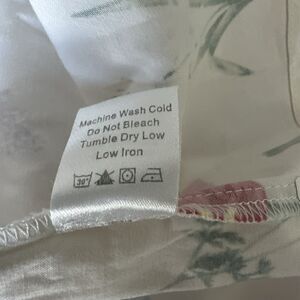 Machine Wash Cold
Do Not Bleach
Tumble Dry Low
Low Iron
30°